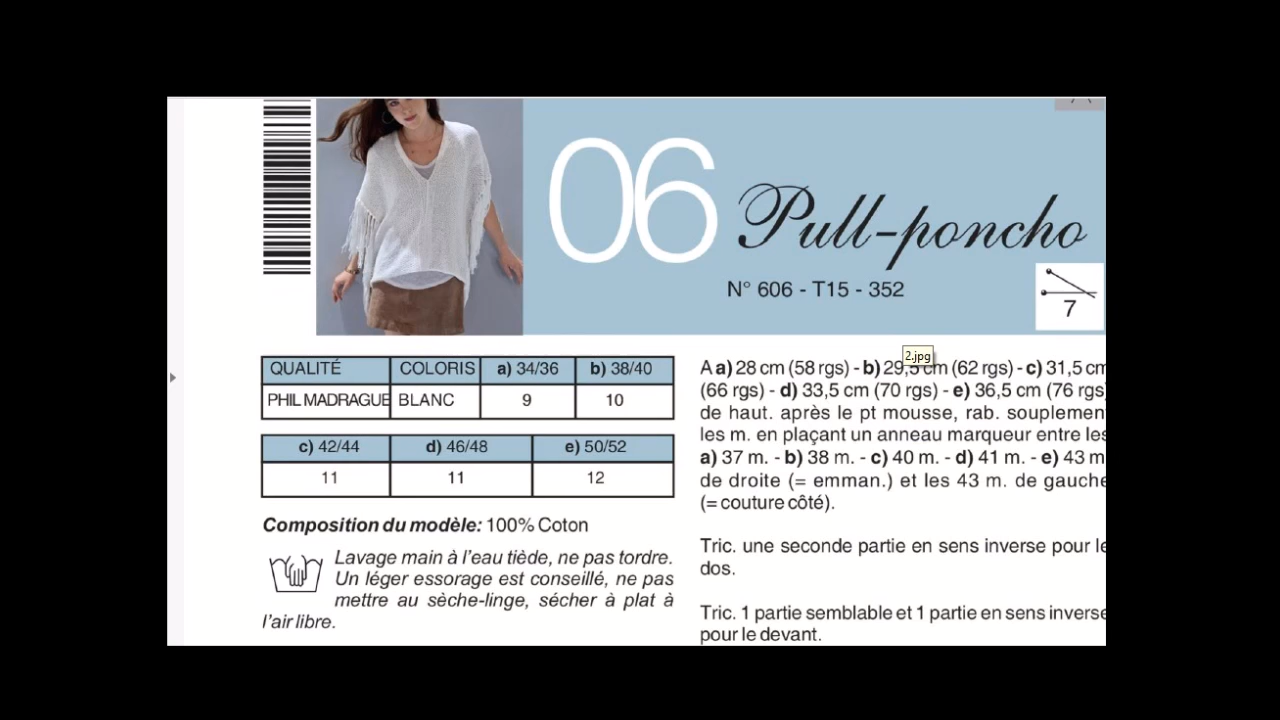 06
Pull-poncho
N° 606 - T15 - 352
7
QUALITÉ COLORIS a) 34/36 b) 38/40
PHIL MADRAGUE BLANC 9 10
c) 42/44 d) 46/48 e) 50/52
11 11 12
Composition du modèle: 100% Coton
Lavage main à l'eau tiède, ne pas tordre.
Un léger essorage est conseillé, ne pas
mettre au sèche-linge, sécher à plat à
l'air libre.
2.jpg
A a) 28 cm (58 rgs) - b) 29,5 cm (62 rgs) - c) 31,5 cm
(66 rgs) - d) 33,5 cm (70 rgs) - e) 36,5 cm (76 rgs)
de haut. après le pt mousse, rab. souplemen
les m. en plaçant un anneau marqueur entre les
a) 37 m. - b) 38 m. - c) 40 m. - d) 41 m. - e) 43 m
de droite (= emman.) et les 43 m. de gauche
(= couture côté).
Tric. une seconde partie en sens inverse pour le
dos.
Tric. 1 partie semblable et 1 partie en sens inverse
pour le devant.